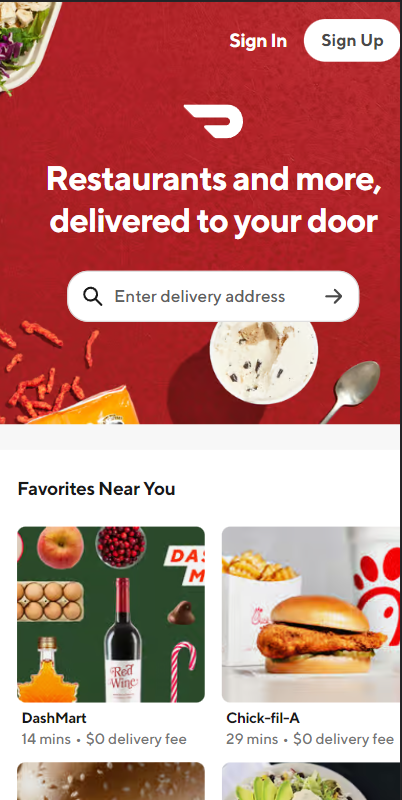 Sign In
Sign Up
Restaurants and more,
delivered to your door
Enter delivery address
Favorites Near You
Red
Wine
DashMart
14 mins • $0 delivery fee
Chick-fil-A
29 mins • $0 delivery fee